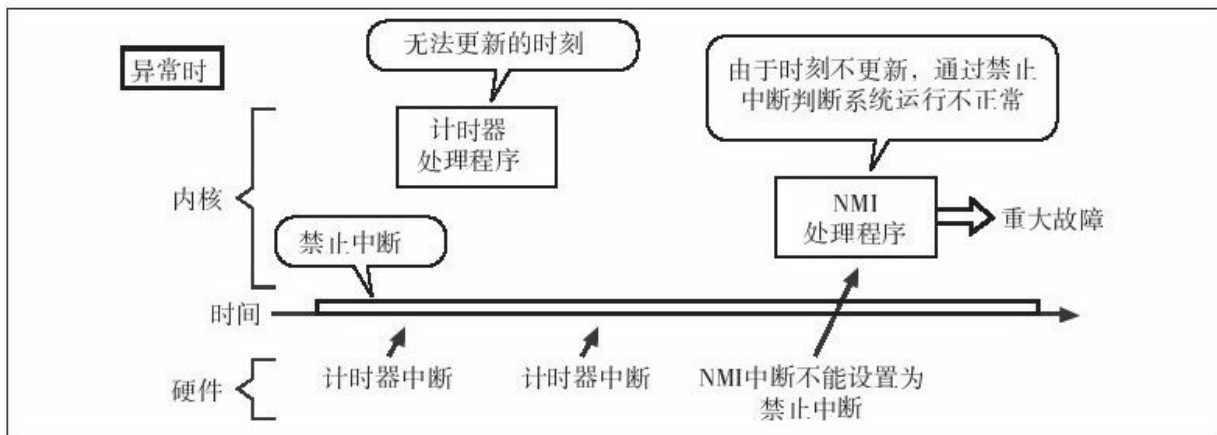 异常时
无法更新的时刻
由于时刻不更新，通过禁止
中断判断系统运行不正常
计时器
处理程序
内核
NMI
处理程序
重大故障
禁止中断
时间
计时器中断
计时器中断
NMI中断不能设置为
禁止中断
硬件